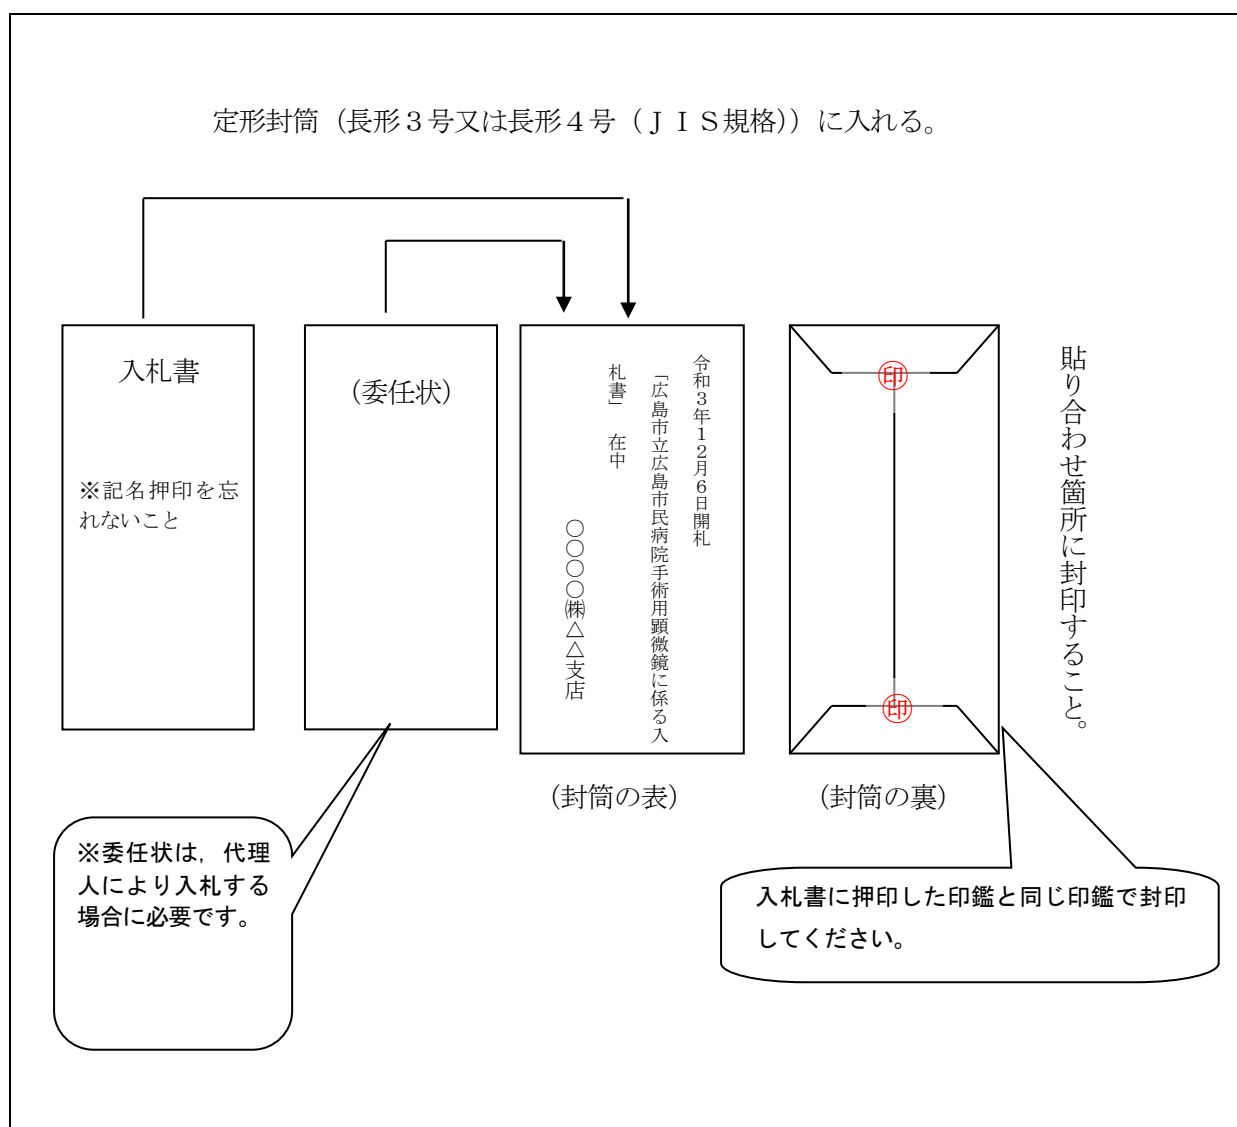 定形封筒（長形３号又は長形４号（ＪＩＳ規格））に入れる。
入札書
※記名押印を忘
れないこと
（委任状）
令和３年１２月６日開札
「広島市立広島市民病院手術用顕微鏡に係る入
札書」　在中
〇〇〇〇㈱△△支店
印
印
貼り合わせ箇所に封印すること。
（封筒の表）
（封筒の裏）
※委任状は，代理
人により入札する
場合に必要です。
入札書に押印した印鑑と同じ印鑑で封印
してください。